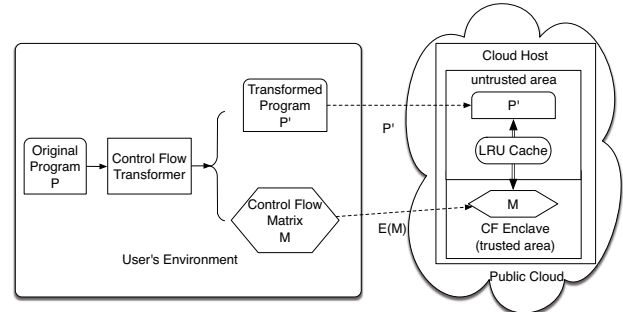 Original
Program
P
Control Flow
Transformer
Transformed
Program
P'
Control Flow
Matrix
M
User's Environment
P'
E(M)
Cloud Host
untrusted area
P'
LRU Cache
M
CF Enclave
(trusted area)
Public Cloud